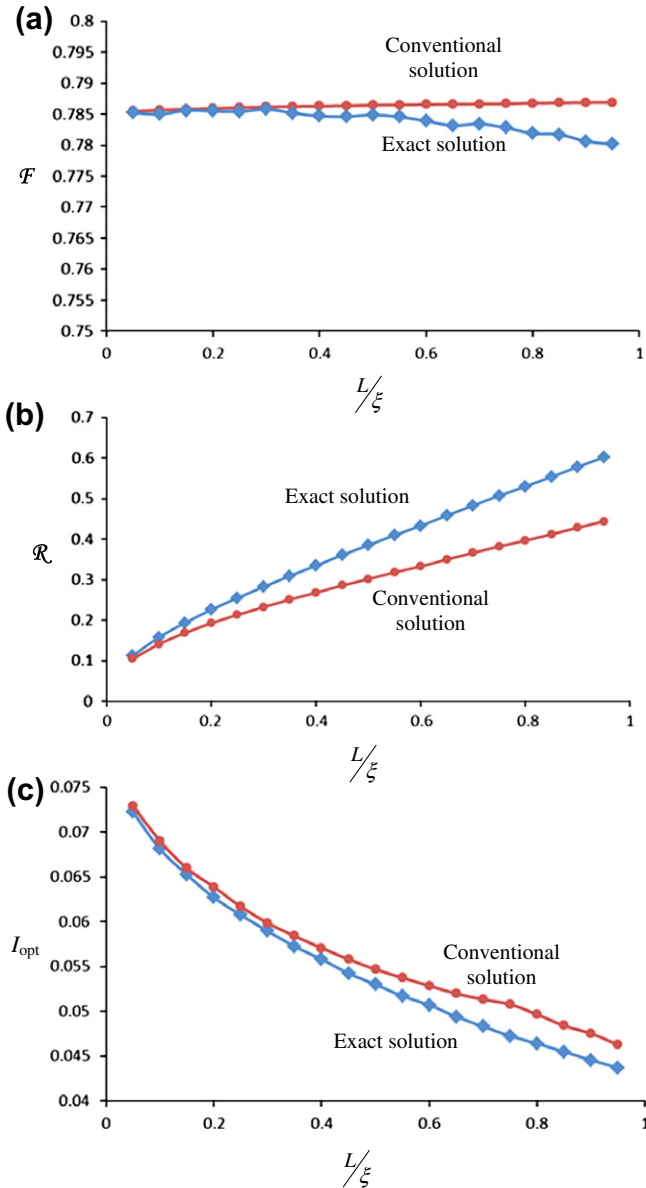 (a)
0.8
0.795
0.79
0.785
0.78
0.775
0.77
0.765
0.76
0.755
0.75
ℱ
Conventional
solution
Exact solution
0 0.2 0.4 0.6 0.8 1
L/ξ
(b)
0.7
0.6
0.5
0.4
0.3
0.2
0.1
0
ℛ
Exact solution
Conventional
solution
0 0.2 0.4 0.6 0.8 1
L/ξ
(c)
0.075
0.07
0.065
0.06
0.055
0.05
0.045
0.04
Iopt
Conventional
solution
Exact solution
0 0.2 0.4 0.6 0.8 1
L/ξ